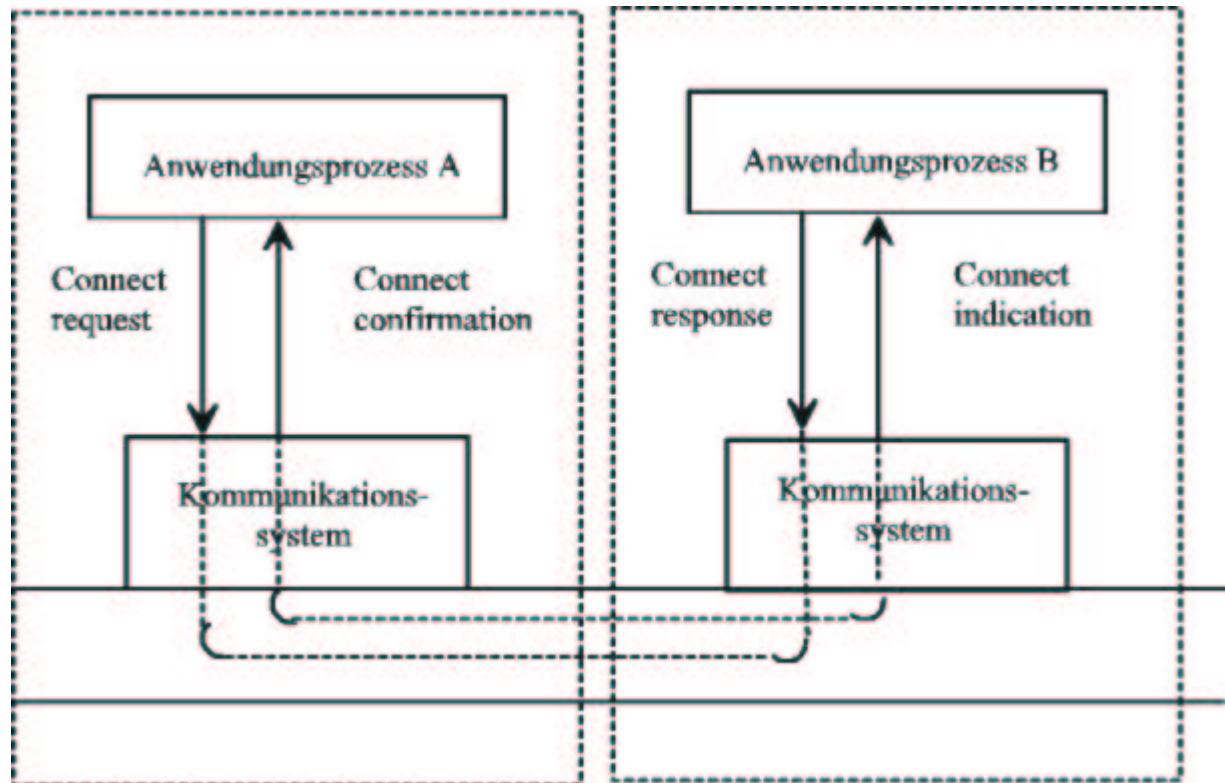 Anwendungsprozess A
Connect
request
Connect
confirmation
Kommunikations-
system
Anwendungsprozess B
Connect
response
Connect
indication
Kommunikations-
system